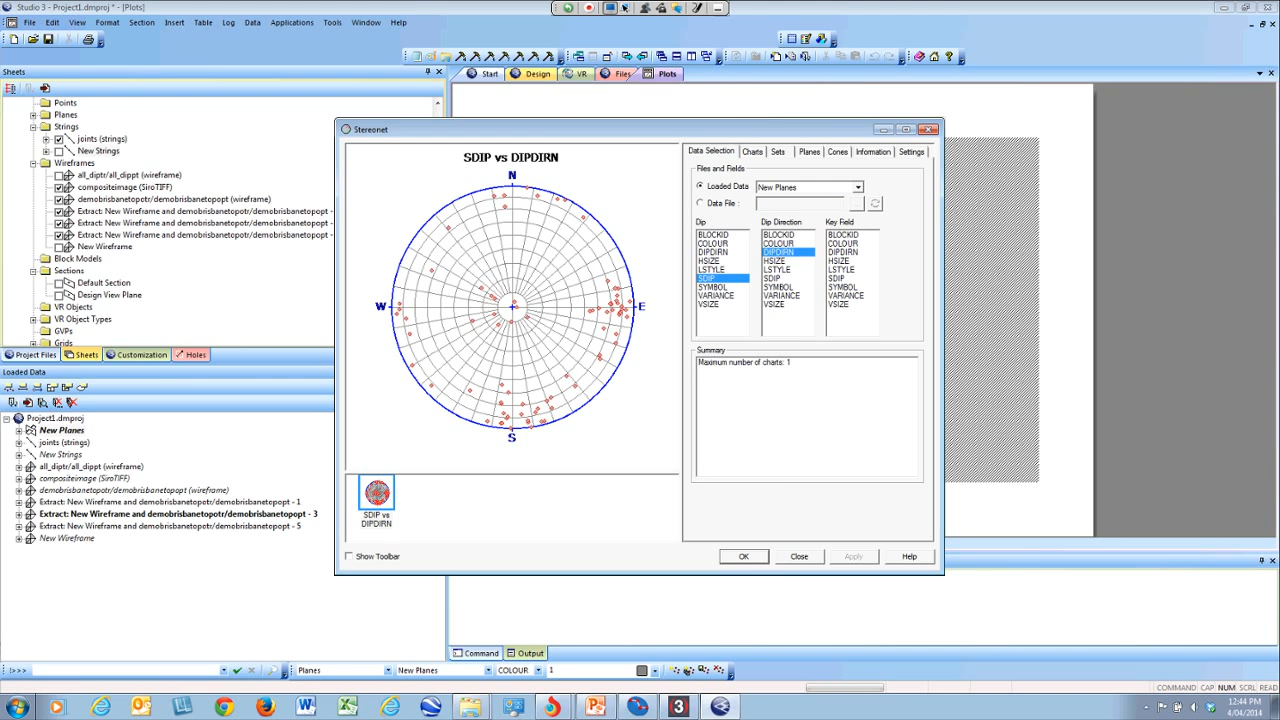 Studio 3 - Project1.dmproj * - [Plots]
File Edit View Format Section Insert Table Log Data Applications Tools Window Help
Sheets
Start Design VR Files Plots
Points
Planes
Strings
joints (strings)
New Strings
Wireframes
all_diptr/all_dippt (wireframe)
compositeimage (SiroTIFF)
demobrisbanetopotr/demobrisbanetopopt (wireframe)
Extract: New Wireframe and demobrisbanetopotr/demobrisbanetopopt -
Extract: New Wireframe and demobrisbanetopotr/demobrisbanetopopt -
Extract: New Wireframe and demobrisbanetopotr/demobrisbanetopopt -
New Wireframe
Block Models
Sections
Default Section
Design View Plane
VR Objects
VR Object Types
GVPs
Grids
Project Files Sheets Customization Holes
Loaded Data
Project1.dmproj
New Planes
joints (strings)
New Strings
all_diptr/all_dippt (wireframe)
compositeimage (SiroTIFF)
demobrisbanetopotr/demobrisbanetopopt (wireframe)
Extract: New Wireframe and demobrisbanetopotr/demobrisbanetopopt - 1
Extract: New Wireframe and demobrisbanetopotr/demobrisbanetopopt - 3
Extract: New Wireframe and demobrisbanetopotr/demobrisbanetopopt - 5
New Wireframe
Stereonet
SDIP vs DIPDIRN
N
W
E
S
SDIP vs
DIPDIRN
Show Toolbar
Data Selection Charts Sets Planes Cones Information Settings
Files and Fields
Loaded Data New Planes
Data File :
Dip Dip Direction Key Field
BLOCKID BLOCKID BLOCKID
COLOUR COLOUR COLOUR
DIPDIRN DIPDIRN DIPDIRN
HSIZE HSIZE HSIZE
LSTYLE LSTYLE LSTYLE
SDIP SDIP SDIP
SYMBOL SYMBOL SYMBOL
VARIANCE VARIANCE VARIANCE
VSIZE VSIZE VSIZE
Summary
Maximum number of charts: 1
OK Close Apply Help
Command Output
!>>> Planes New Planes COLOUR 1
COMMAND CAP NUM SCRL READ
12:44 PM
4/04/2014